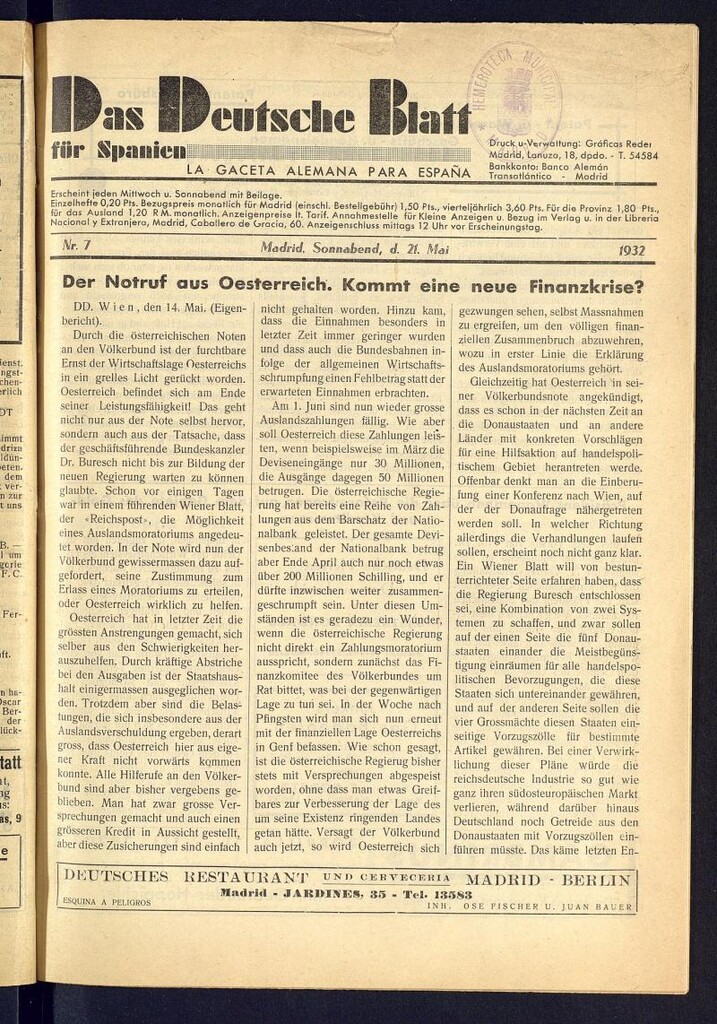 HEMEROTECA MUNICIPAL
Das Deutsche Blatt
für Spanien
LA GACETA ALEMANA PARA ESPAÑA
Druck u-Verwaltung: Gráficas Reder
Madrid, Lanuza, 18, dpdo. - T. 54584
Bankkonto: Banco Alemán
Transatlántico - Madrid
Erscheint jeden Mittwoch u. Sonnabend mit Beilage.
Einzelhefte 0,20 Pts. Bezugspreis monatlich für Madrid (einschl. Bestellgebühr) 1,50 Pts., vierteljährlich 3,60 Pts. Für die Provinz 1,80 Pts.,
für das Ausland 1,20 R M. monatlich. Anzeigenpreise lt. Tarif. Annahmestelle für Kleine Anzeigen u. Bezug im Verlag u. in der Libreria
Nacional y Extranjera, Madrid, Caballero de Gracia, 60. Anzeigenschluss mittags 12 Uhr vor Erscheinungstag.
Nr. 7
Madrid, Sonnabend, d. 21. Mai
1932
Der Notruf aus Oesterreich. Kommt eine neue Finanzkrise?
DD. Wien, den 14. Mai. (Eigen-
bericht).
Durch die österreichischen Noten
an den Völkerbund ist der furchtbare
Ernst der Wirtschaftslage Oesterreichs
in ein grelles Licht gerückt worden.
Oesterreich befindet sich am Ende
seiner Leistungsfähigkeit! Das geht
nicht nur aus der Note selbst hervor,
sondern auch aus der Tatsache, dass
der geschäftsführende Bundeskanzler
Dr. Buresch nicht bis zur Bildung der
neuen Regierung warten zu können
glaubte. Schon vor einigen Tagen
war in einem führenden Wiener Blatt,
der «Reichspost», die Möglichkeit
eines Auslandsmoratoriums angedeu-
tet worden. In der Note wird nun der
Völkerbund gewissermassen dazu auf-
gefordert, seine Zustimmung zum
Erlass eines Moratoriums zu erteilen,
oder Oesterreich wirklich zu helfen.
Oesterreich hat in letzter Zeit die
grössten Anstrengungen gemacht, sich
selber aus den Schwierigkeiten her-
auszuhelfen. Durch kräftige Abstriche
bei den Ausgaben ist der Staatshaus-
halt einigermassen ausgeglichen wor-
den. Trotzdem aber sind die Belas-
tungen, die sich insbesondere aus der
Auslandsverschuldung ergeben, derart
gross, dass Oesterreich hier aus eige-
ner Kraft nicht vorwärts kommen
konnte. Alle Hilferufe an den Völker-
bund sind aber bisher vergebens ge-
blieben. Man hat zwar grosse Ver-
sprechungen gemacht und auch einen
grösseren Kredit in Aussicht gestellt,
aber diese Zusicherungen sind einfach
nicht gehalten worden. Hinzu kam,
dass die Einnahmen besonders in
letzter Zeit immer geringer wurden
und dass auch die Bundesbahnen in-
folge der allgemeinen Wirtschafts-
schrumpfung einen Fehlbetrag statt der
erwarteten Einnahmen erbrachten.
Am 1. Juni sind nun wieder grosse
Auslandszahlungen fällig. Wie aber
soll Oesterreich diese Zahlungen leis-
ten, wenn beispielsweise im März die
Deviseneingänge nur 30 Millionen,
die Ausgänge dagegen 50 Millionen
betrugen. Die österreichische Regie-
rung hat bereits eine Reihe von Zah-
lungen aus dem Barschatz der Natio-
nalbank geleistet. Der gesamte Devi-
senbestand der Nationalbank betrug
aber Ende April auch nur noch etwas
über 200 Millionen Schilling, und er
dürfte inzwischen weiter zusammen-
geschrumpft sein. Unter diesen Um-
ständen ist es geradezu ein Wunder,
wenn die österreichische Regierung
nicht direkt ein Zahlungsmoratorium
ausspricht, sondern zunächst das Fi-
nanzkomitee des Völkerbundes um
Rat bittet, was bei der gegenwärtigen
Lage zu tun sei. In der Woche nach
Pfingsten wird man sich nun erneut
mit der finanziellen Lage Oesterreichs
in Genf befassen. Wie schon gesagt,
ist die österreichische Regierug bisher
stets mit Versprechungen abgespeist
worden, ohne dass man etwas Greif-
bares zur Verbesserung der Lage des
um seine Existenz ringenden Landes
getan hätte. Versagt der Völkerbund
auch jetzt, so wird Oesterreich sich
gezwungen sehen, selbst Massnahmen
zu ergreifen, um den völligen finan-
ziellen Zusammenbruch abzuwehren,
wozu in erster Linie die Erklärung
des Auslandsmoratoriums gehört.
Gleichzeitig hat Oesterreich in sei-
ner Völkerbundsnote angekündigt,
dass es schon in der nächsten Zeit an
die Donaustaaten und an andere
Länder mit konkreten Vorschlägen
für eine Hilfsaktion auf handelspoli-
tischem Gebiet herantreten werde.
Offenbar denkt man an die Einberu-
fung einer Konferenz nach Wien, auf
der der Donaufrage nähergetreten
werden soll. In welcher Richtung
allerdings die Verhandlungen laufen
sollen, erscheint noch nicht ganz klar.
Ein Wiener Blatt will von bestun-
terrichteter Seite erfahren haben, dass
die Regierung Buresch entschlossen
sei, eine Kombination von zwei Sys-
temen zu schaffen, und zwar sollen
auf der einen Seite die fünf Donau-
staaten einander die Meistbegüns-
tigung einräumen für alle handelspo-
litischen Bevorzugungen, die diese
Staaten sich untereinander gewähren,
und auf der anderen Seite sollen die
vier Grossmächte diesen Staaten ein-
seitige Vorzugszölle für bestimmte
Artikel gewähren. Bei einer Verwirk-
lichung dieser Pläne würde die
reichsdeutsche Industrie so gut wie
ganz ihren südosteuropäischen Markt
verlieren, während darüber hinaus
Deutschland noch Getreide aus den
Donaustaaten mit Vorzugszöllen ein-
führen müsste. Das käme letzten En-
DEUTSCHES RESTAURANT UND CERVECERIA MADRID - BERLIN
Madrid - JARDINES, 35 - Tel. 13583
ESQUINA A PELIGROS
INH. OSE FISCHER U. JUAN BAUER